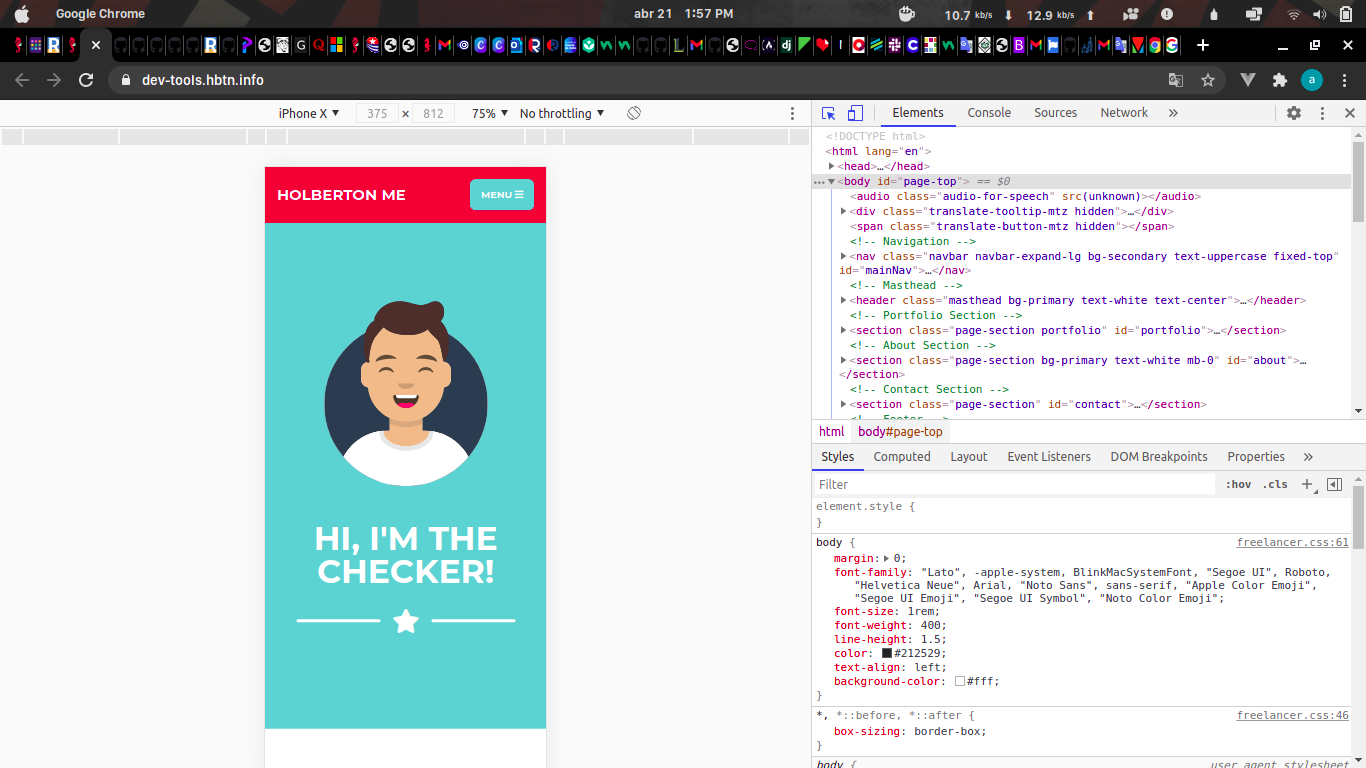 Google Chrome
abr 21 1:57 PM
10.7 kb/s 12.9 kb/s
dev-tools.hbtn.info
iPhone X 375 × 812 75% No throttling
Elements Console Sources Network
HOLBERTON ME
MENU
HI, I'M THE
CHECKER!
<!DOCTYPE html>
<html lang="en">
<head>…</head>
<body id="page-top"> == $0
<audio class="audio-for-speech" src(unknown)></audio>
<div class="translate-tooltip-mtz hidden">…</div>
<span class="translate-button-mtz hidden"></span>
<!-- Navigation -->
<nav class="navbar navbar-expand-lg bg-secondary text-uppercase fixed-top"
id="mainNav">…</nav>
<!-- Masthead -->
<header class="masthead bg-primary text-white text-center">…</header>
<!-- Portfolio Section -->
<section class="page-section portfolio" id="portfolio">…</section>
<!-- About Section -->
<section class="page-section bg-primary text-white mb-0" id="about">…
</section>
<!-- Contact Section -->
<section class="page-section" id="contact">…</section>
<!-- Footer -->
html body#page-top
Styles Computed Layout Event Listeners DOM Breakpoints Properties
Filter :hov .cls
element.style {
}
body { freelancer.css:61
margin: 0;
font-family: "Lato", -apple-system, BlinkMacSystemFont, "Segoe UI", Roboto,
"Helvetica Neue", Arial, "Noto Sans", sans-serif, "Apple Color Emoji",
"Segoe UI Emoji", "Segoe UI Symbol", "Noto Color Emoji";
font-size: 1rem;
font-weight: 400;
line-height: 1.5;
color: #212529;
text-align: left;
background-color: #fff;
}
*, *::before, *::after { freelancer.css:46
box-sizing: border-box;
}
body { user agent stylesheet